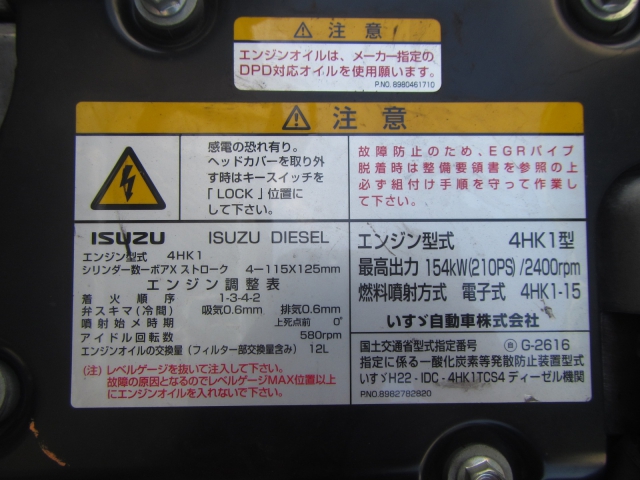 注意
エンジンオイルは、メーカー指定の
DPD対応オイルを使用願います。
P.NO. 8980461710
注意
感電の恐れ有り。
ヘッドカバーを取り外
す時はキースイッチを
「LOCK」位置に
して下さい。
故障防止のため、EGRパイプ
脱着時は整備要領書を参照の上
必ず組付け手順を守って作業し
て下さい。
ISUZU ISUZU DIESEL
エンジン型式 4HK1
シリンダー数ーボアX ストローク 4ー115X125mm
エンジン調整表
着火順序 1-3-4-2
弁スキマ(冷間) 吸気0.6mm 排気0.6mm
噴射始メ時期 上死点前 0°
アイドル回転数 580rpm
エンジンオイルの交換量(フィルター部交換量含み) 12L
(注)レベルゲージを抜いて注入して下さい。
故障の原因となるのでレベルゲージMAX位置以上
にエンジンオイルを入れないで下さい。
エンジン型式 4HK1型
最高出力 154kW(210PS)/2400rpm
燃料噴射方式 電子式 4HK1-15
いすゞ自動車株式会社
国土交通省型式指定番号 G-2616
指定に係る一酸化炭素等発散防止装置型式
いすゞH22-IDC-4HK1TCS4 ディーゼル機関
P.NO.8982782820